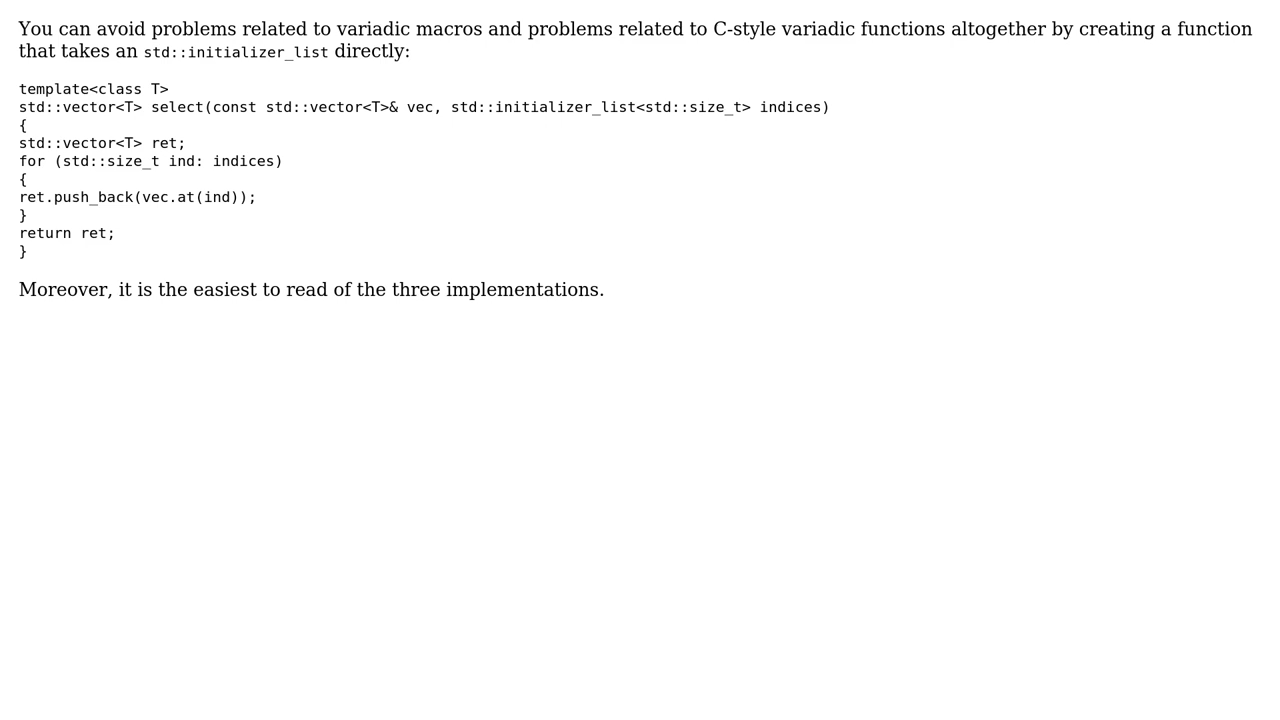 You can avoid problems related to variadic macros and problems related to C-style variadic functions altogether by creating a function
that takes an std::initializer_list directly:
template<class T>
std::vector<T> select(const std::vector<T>& vec, std::initializer_list<std::size_t> indices)
{
std::vector<T> ret;
for (std::size_t ind: indices)
{
ret.push_back(vec.at(ind));
}
return ret;
}
Moreover, it is the easiest to read of the three implementations.